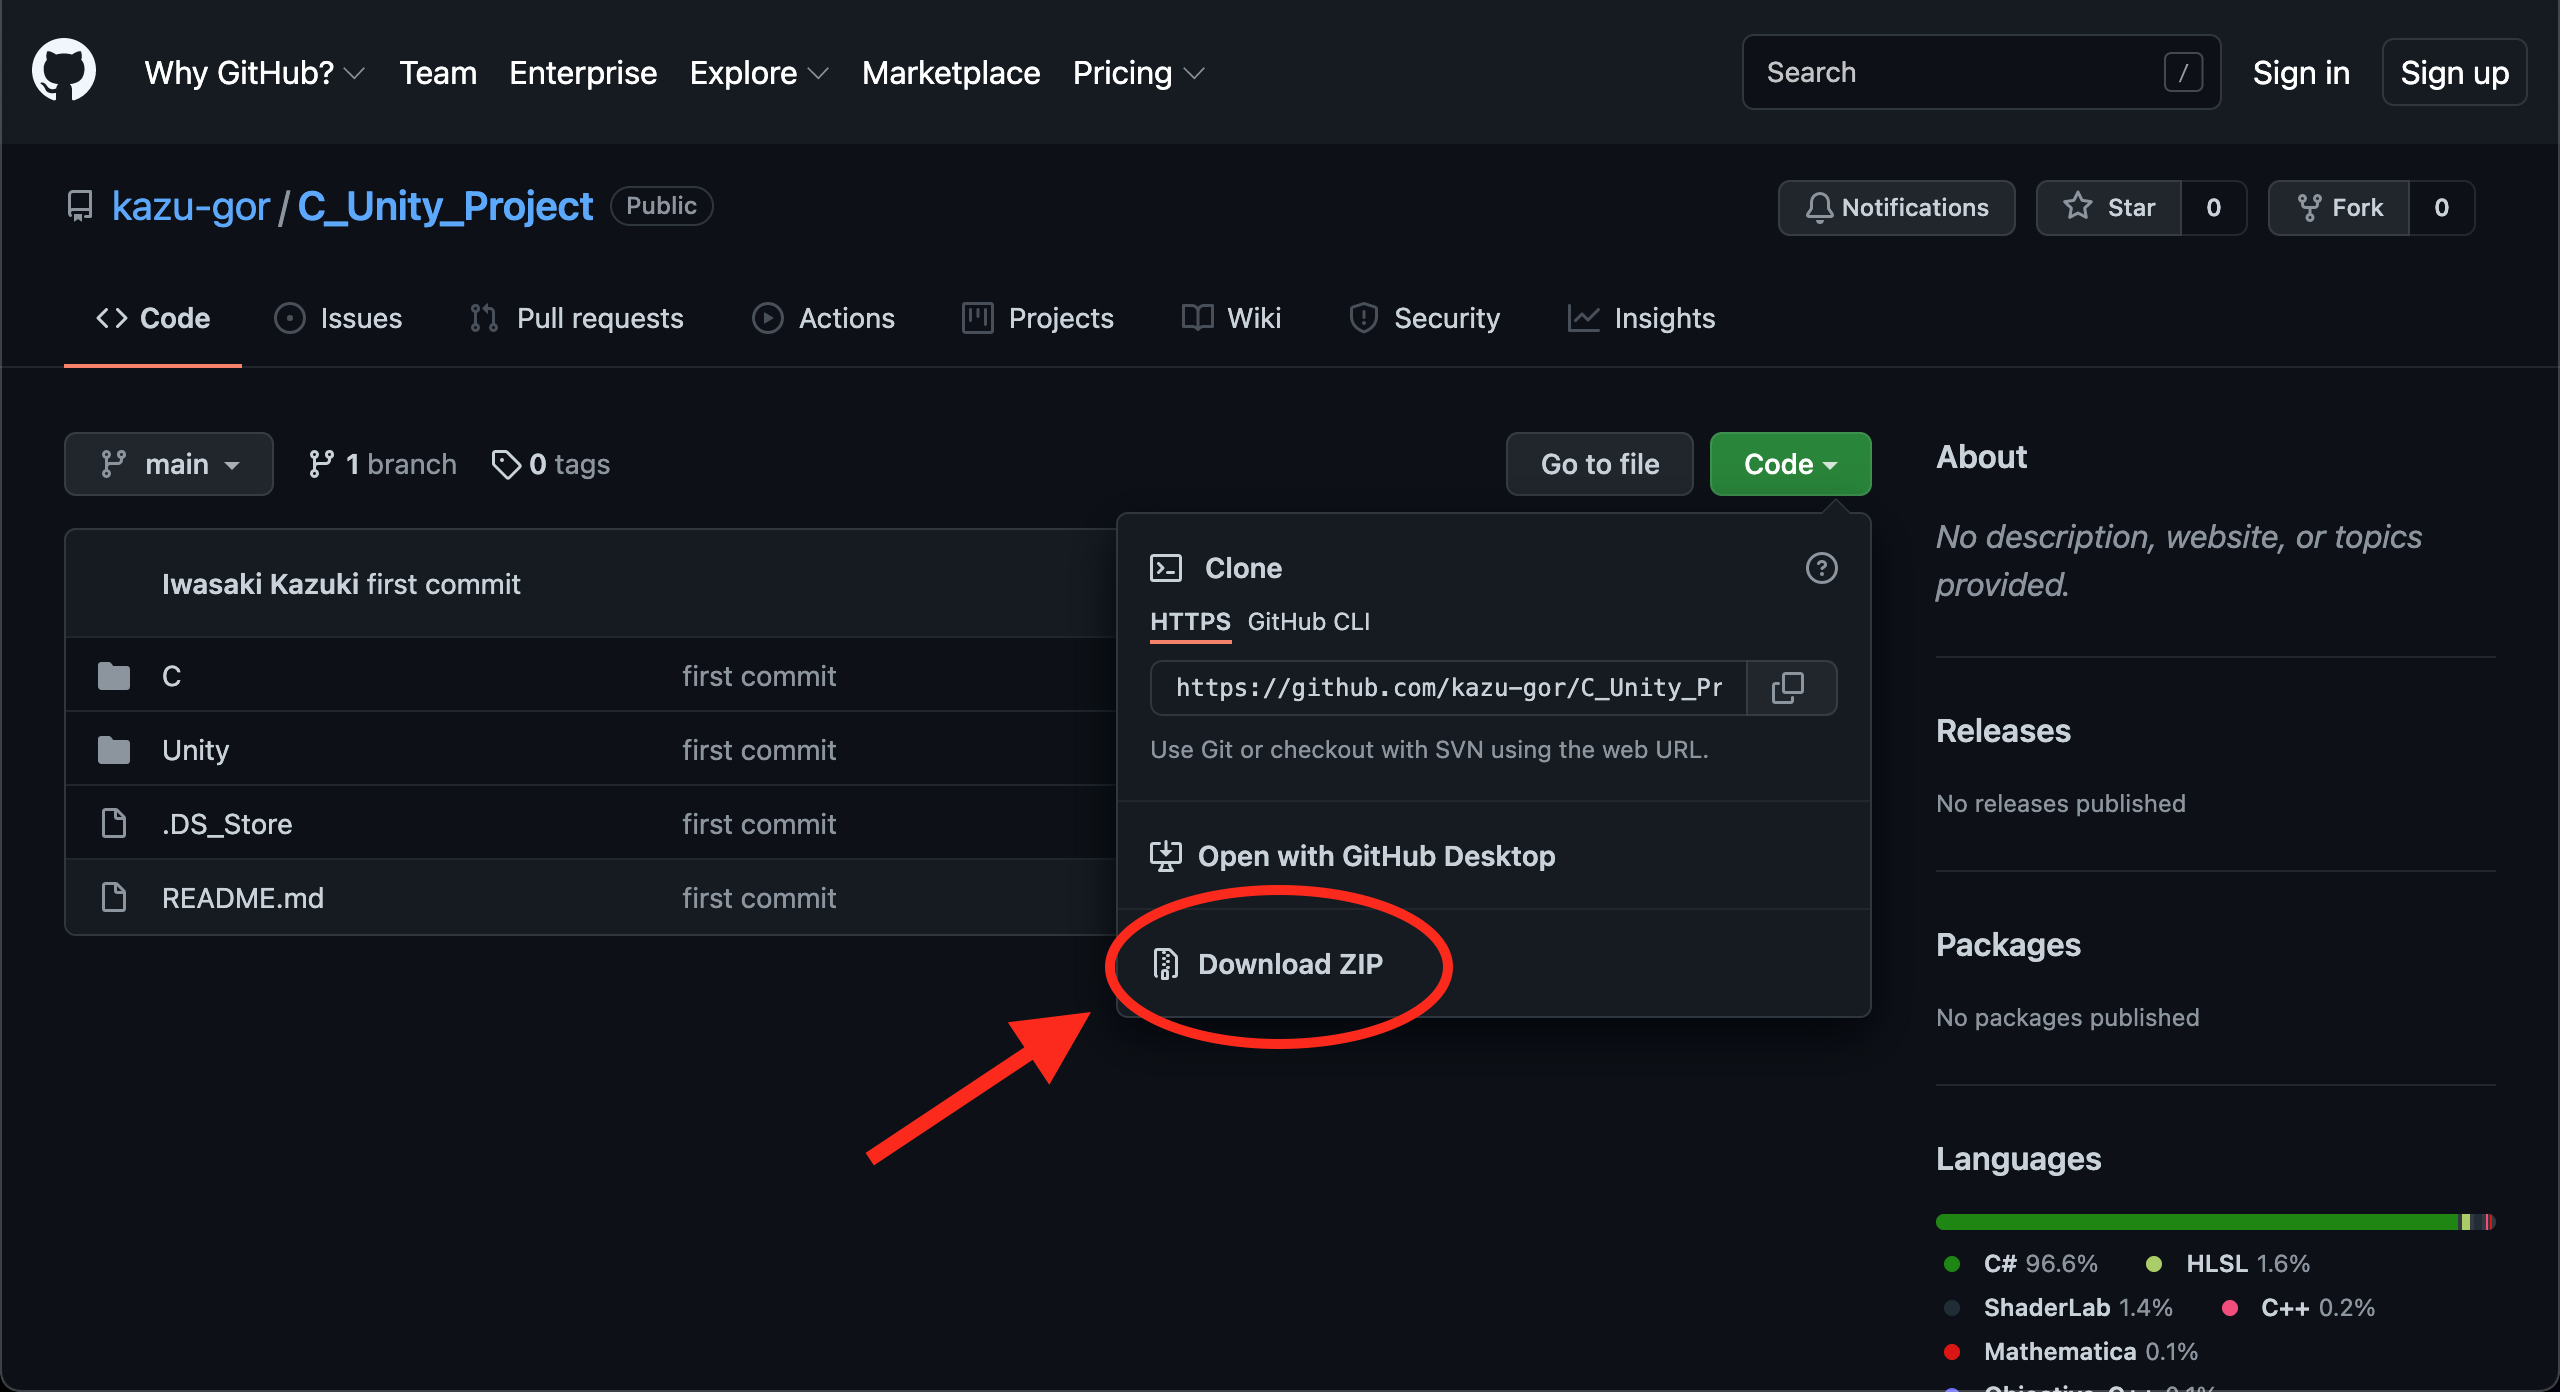 Why GitHub? Team Enterprise Explore Marketplace Pricing Search / Sign in Sign up
kazu-gor / C_Unity_Project Public Notifications Star 0 Fork 0
Code Issues Pull requests Actions Projects Wiki Security Insights
main 1 branch 0 tags Go to file Code
Iwasaki Kazuki first commit
C first commit
Unity first commit
.DS_Store first commit
README.md first commit
Clone
HTTPS GitHub CLI
https://github.com/kazu-gor/C_Unity_Pr
Use Git or checkout with SVN using the web URL.
Open with GitHub Desktop
Download ZIP
About
No description, website, or topics
provided.
Releases
No releases published
Packages
No packages published
Languages
C# 96.6% HLSL 1.6%
ShaderLab 1.4% C++ 0.2%
Mathematica 0.1%